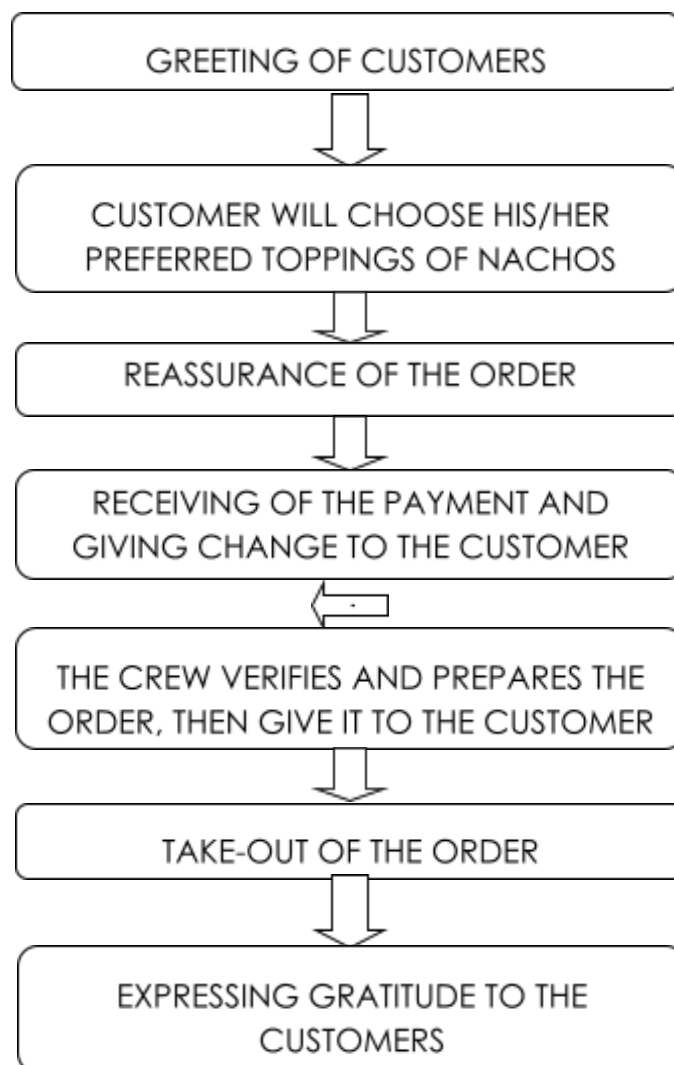 GREETING OF CUSTOMERS
CUSTOMER WILL CHOOSE HIS/HER
PREFERRED TOPPINGS OF NACHOS
REASSURANCE OF THE ORDER
RECEIVING OF THE PAYMENT AND
GIVING CHANGE TO THE CUSTOMER
THE CREW VERIFIES AND PREPARES THE
ORDER, THEN GIVE IT TO THE CUSTOMER
TAKE-OUT OF THE ORDER
EXPRESSING GRATITUDE TO THE
CUSTOMERS